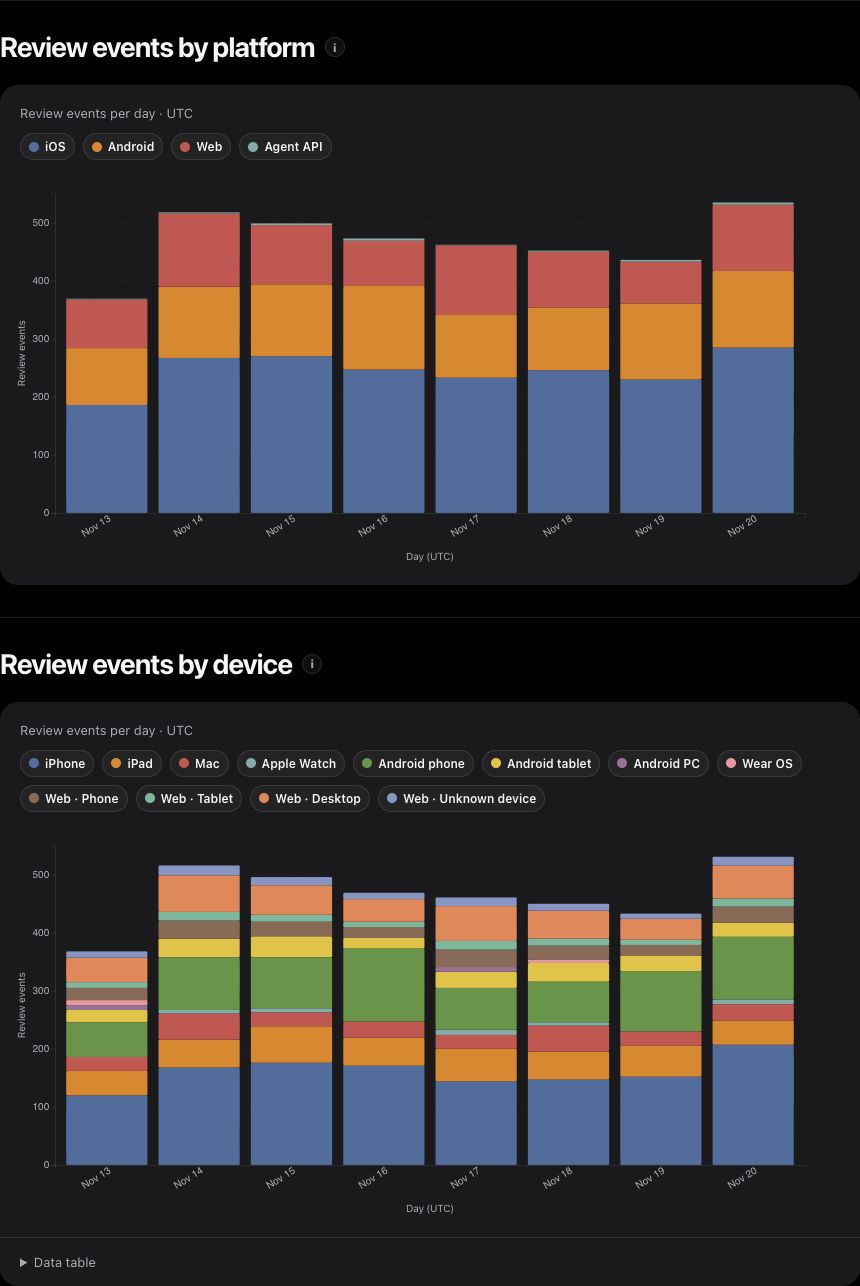 Review events by platform i
Review events per day · UTC
iOS Android Web Agent API
500
400
300
200
100
0
Review events
Nov 13 Nov 14 Nov 15 Nov 16 Nov 17 Nov 18 Nov 19 Nov 20
Day (UTC)
Review events by device i
Review events per day · UTC
iPhone iPad Mac Apple Watch Android phone Android tablet Android PC Wear OS
Web · Phone Web · Tablet Web · Desktop Web · Unknown device
500
400
300
200
100
0
Review events
Nov 13 Nov 14 Nov 15 Nov 16 Nov 17 Nov 18 Nov 19 Nov 20
Day (UTC)
Data table